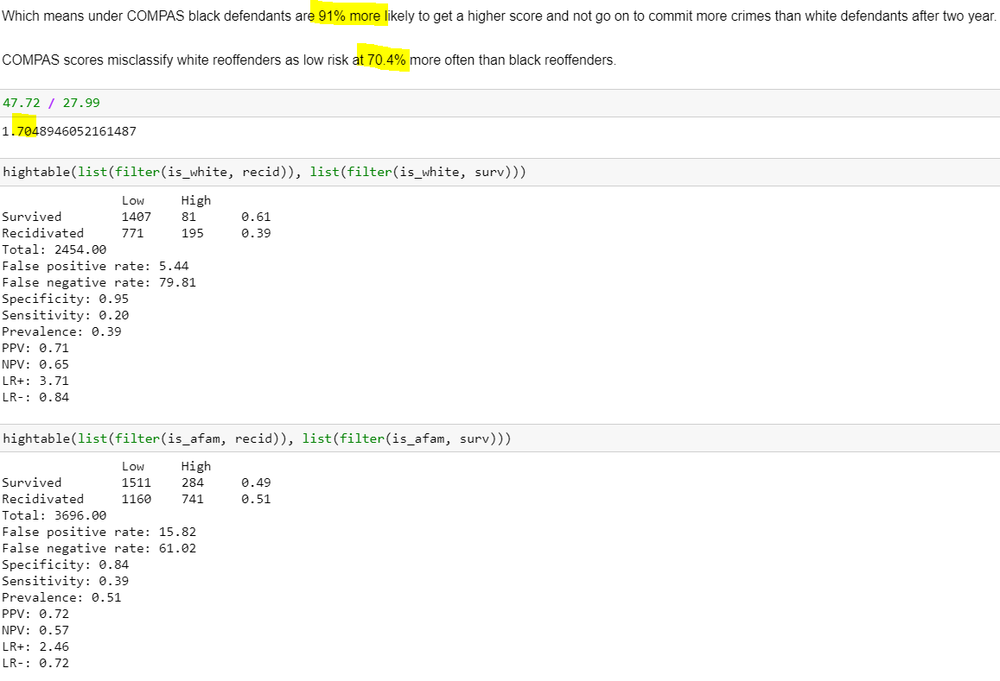 Which means under COMPAS black defendants are 91% more likely to get a higher score and not go on to commit more crimes than white defendants after two year.
COMPAS scores misclassify white reoffenders as low risk at 70.4% more often than black reoffenders.
47.72 / 27.99
1.7048946052161487
hightable(list(filter(is_white, recid)), list(filter(is_white, surv)))
Low High
Survived 1407 81 0.61
Recidivated 771 195 0.39
Total: 2454.00
False positive rate: 5.44
False negative rate: 79.81
Specificity: 0.95
Sensitivity: 0.20
Prevalence: 0.39
PPV: 0.71
NPV: 0.65
LR+: 3.71
LR-: 0.84
hightable(list(filter(is_afam, recid)), list(filter(is_afam, surv)))
Low High
Survived 1511 284 0.49
Recidivated 1160 741 0.51
Total: 3696.00
False positive rate: 15.82
False negative rate: 61.02
Specificity: 0.84
Sensitivity: 0.39
Prevalence: 0.51
PPV: 0.72
NPV: 0.57
LR+: 2.46
LR-: 0.72